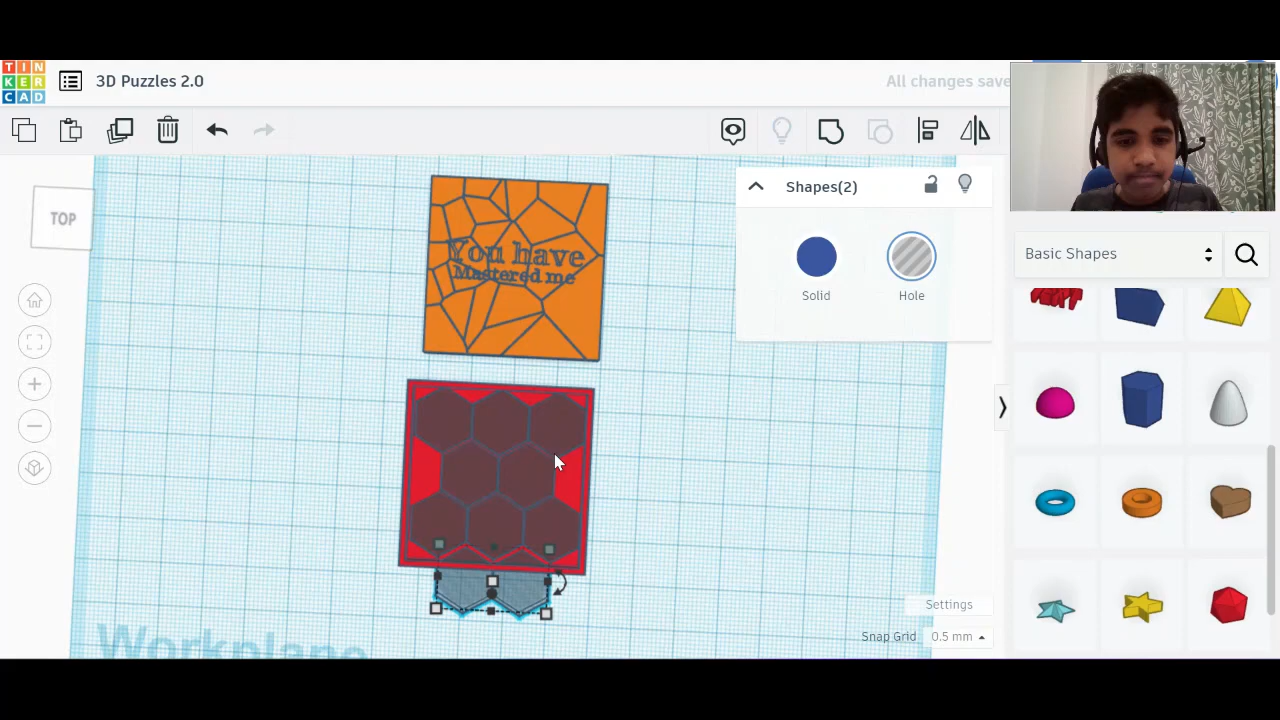 TIN
KER
CAD
3D Puzzles 2.0
All changes save
TOP
Shapes(2)
Solid
Hole
Basic Shapes
You have
Mastered me
Settings
Snap Grid 0.5 mm
Workplane